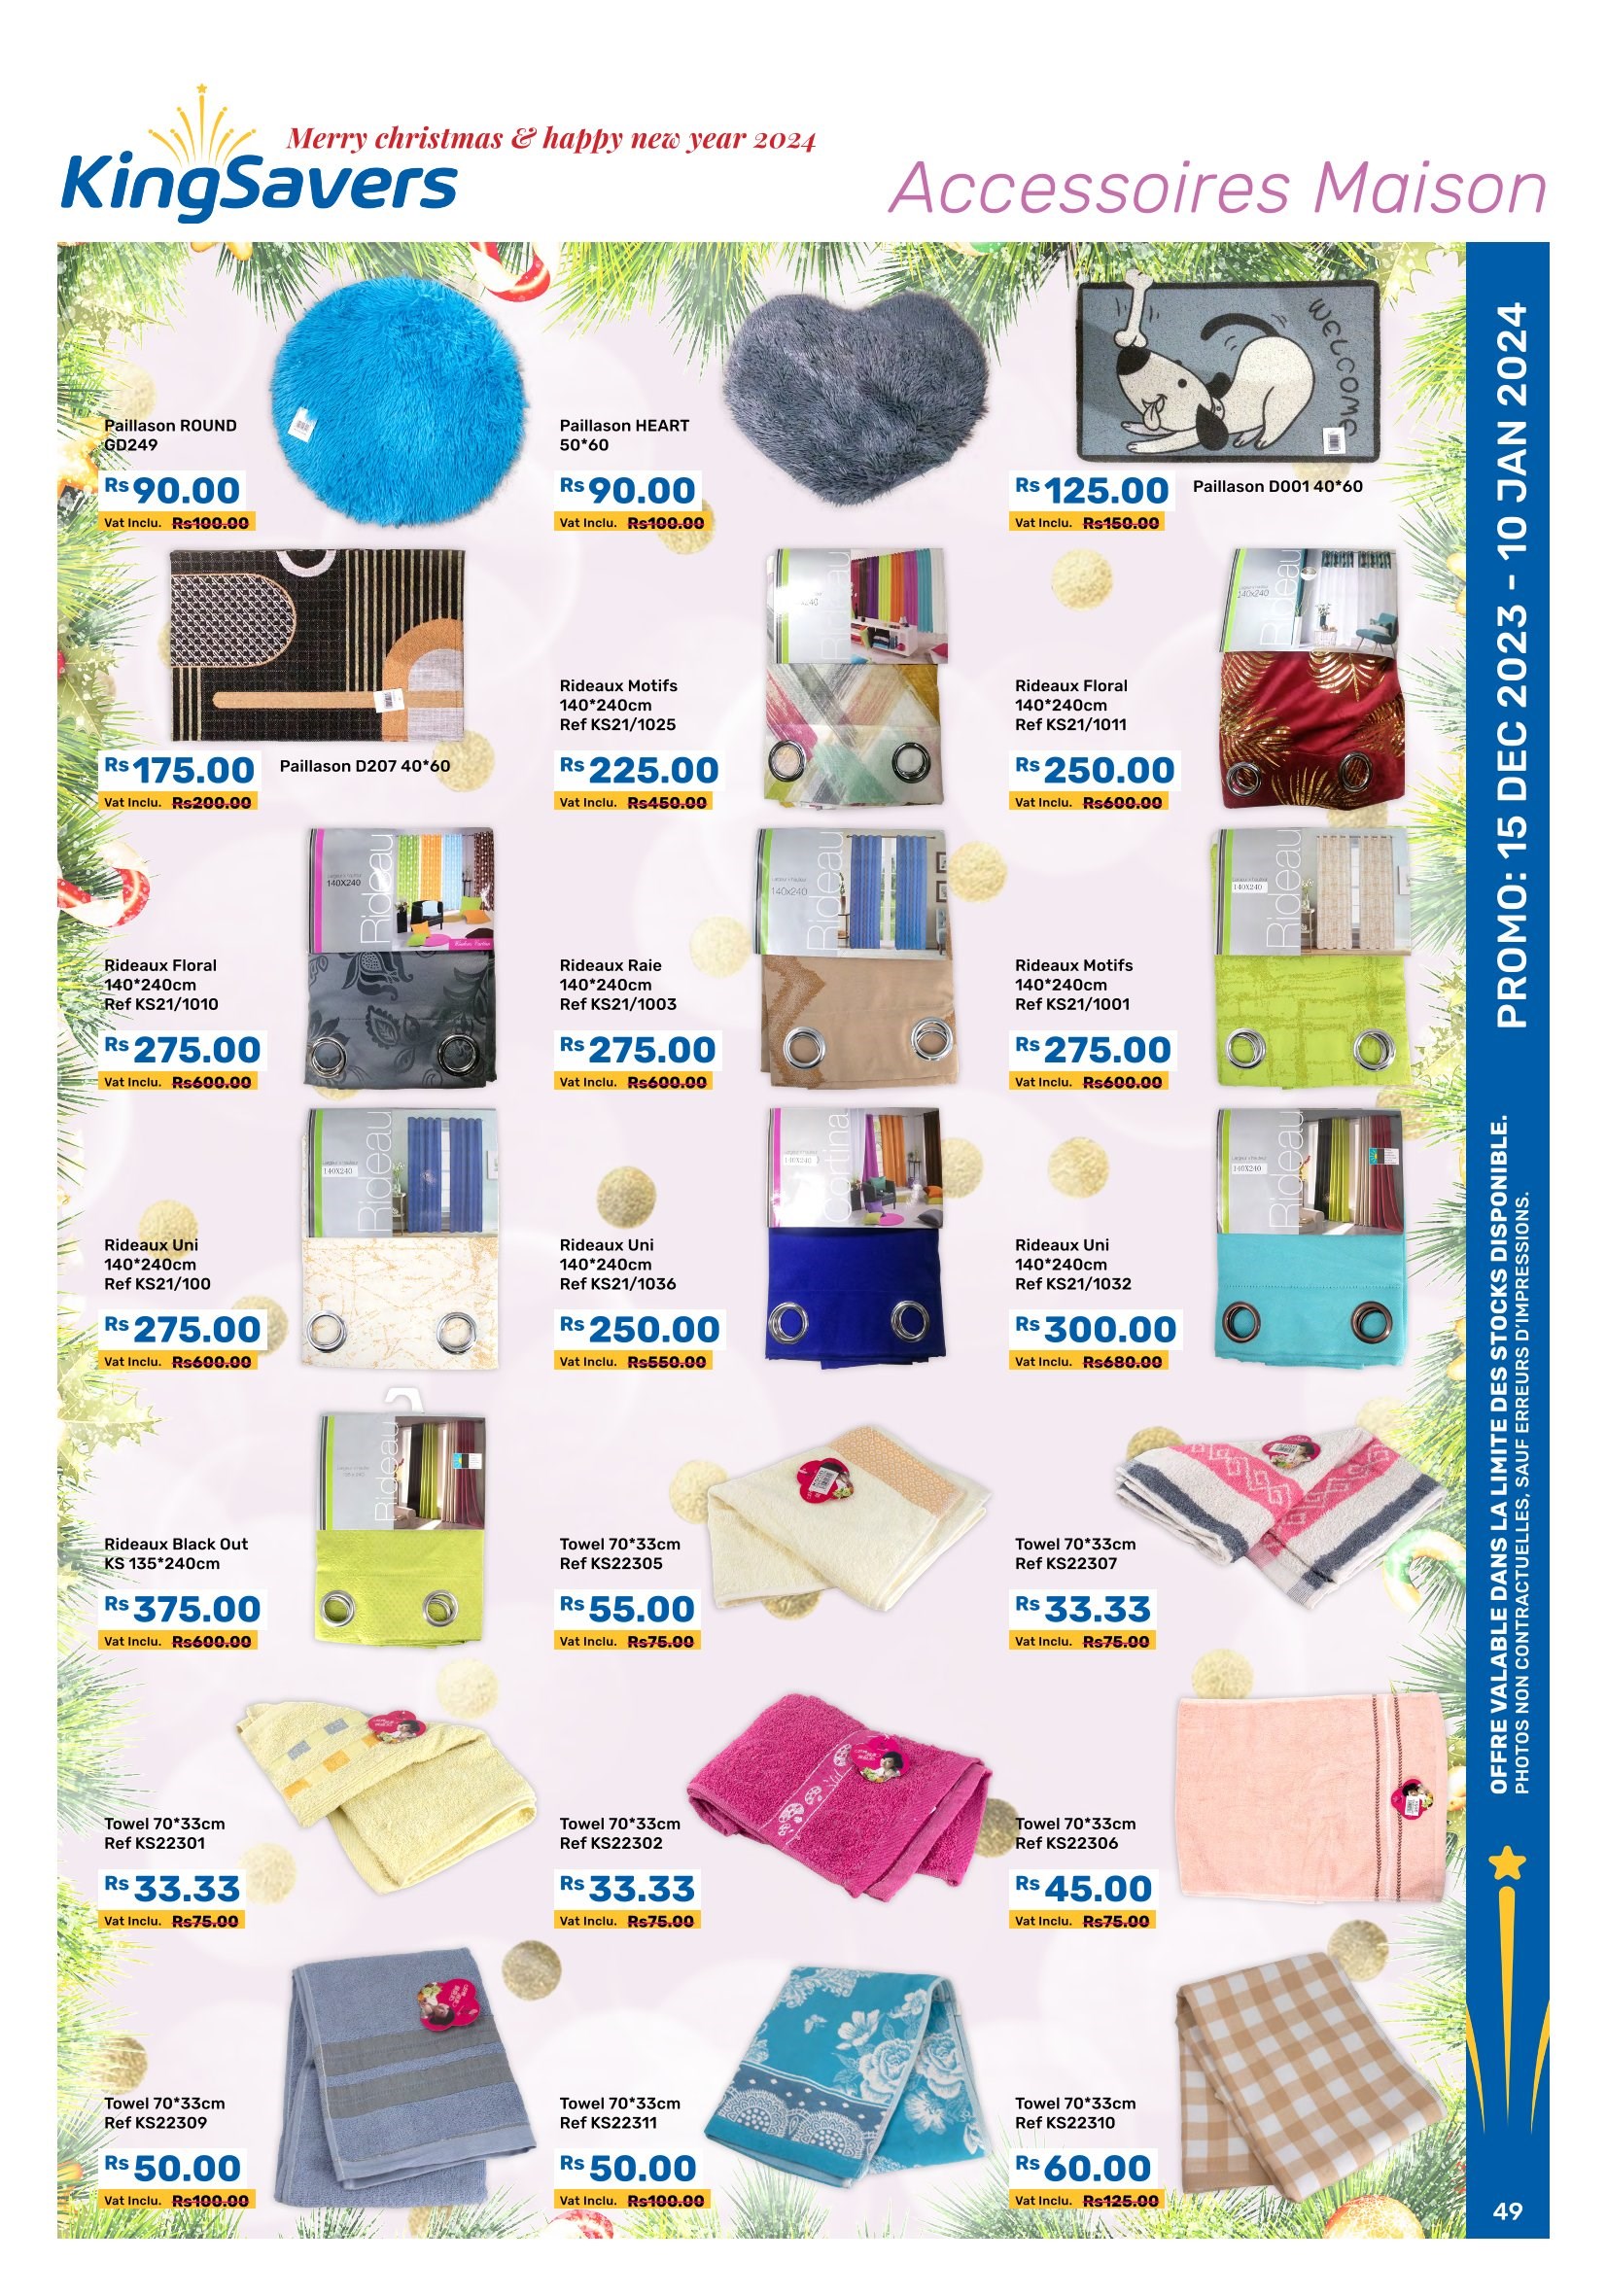 Merry christmas & happy new year 2024
KingSavers
Accessoires Maison
Paillason ROUND
GD249
Rs 90.00
Vat Inclu. Rs100.00
Paillason HEART
50*60
Rs 90.00
Vat Inclu. Rs100.00
WELCOME
Rs 125.00
Paillason D001 40*60
Vat Inclu. Rs150.00
Rs 175.00
Paillason D207 40*60
Vat Inclu. Rs200.00
Rideau
Rideaux Motifs
140*240cm
Ref KS21/1025
Rs 225.00
Vat Inclu. Rs450.00
Rideau
140x240
Rideaux Floral
140*240cm
Ref KS21/1011
Rs 250.00
Vat Inclu. Rs600.00
Rideau
140X240
Rideaux Floral
140*240cm
Ref KS21/1010
Rs 275.00
Vat Inclu. Rs600.00
Rideau
140x240
Rideaux Raie
140*240cm
Ref KS21/1003
Rs 275.00
Vat Inclu. Rs600.00
Rideau
140X240
Rideaux Motifs
140*240cm
Ref KS21/1001
Rs 275.00
Vat Inclu. Rs600.00
Rideau
140X240
Rideaux Uni
140*240cm
Ref KS21/100
Rs 275.00
Vat Inclu. Rs600.00
Cortina
Rideaux Uni
140*240cm
Ref KS21/1036
Rs 250.00
Vat Inclu. Rs550.00
Rideau
140X240
Rideaux Uni
140*240cm
Ref KS21/1032
Rs 300.00
Vat Inclu. Rs680.00
Rideau
Rideaux Black Out
KS 135*240cm
Rs 375.00
Vat Inclu. Rs600.00
Towel 70*33cm
Ref KS22305
Rs 55.00
Vat Inclu. Rs75.00
Towel 70*33cm
Ref KS22307
Rs 33.33
Vat Inclu. Rs75.00
Towel 70*33cm
Ref KS22301
Rs 33.33
Vat Inclu. Rs75.00
Towel 70*33cm
Ref KS22302
Rs 33.33
Vat Inclu. Rs75.00
Towel 70*33cm
Ref KS22306
Rs 45.00
Vat Inclu. Rs75.00
Towel 70*33cm
Ref KS22309
Rs 50.00
Vat Inclu. Rs100.00
Towel 70*33cm
Ref KS22311
Rs 50.00
Vat Inclu. Rs100.00
Towel 70*33cm
Ref KS22310
Rs 60.00
Vat Inclu. Rs125.00
PROMO: 15 DEC 2023 - 10 JAN 2024
OFFRE VALABLE DANS LA LIMITE DES STOCKS DISPONIBLE.
PHOTOS NON CONTRACTUELLES, SAUF ERREURS D'IMPRESSIONS.
49